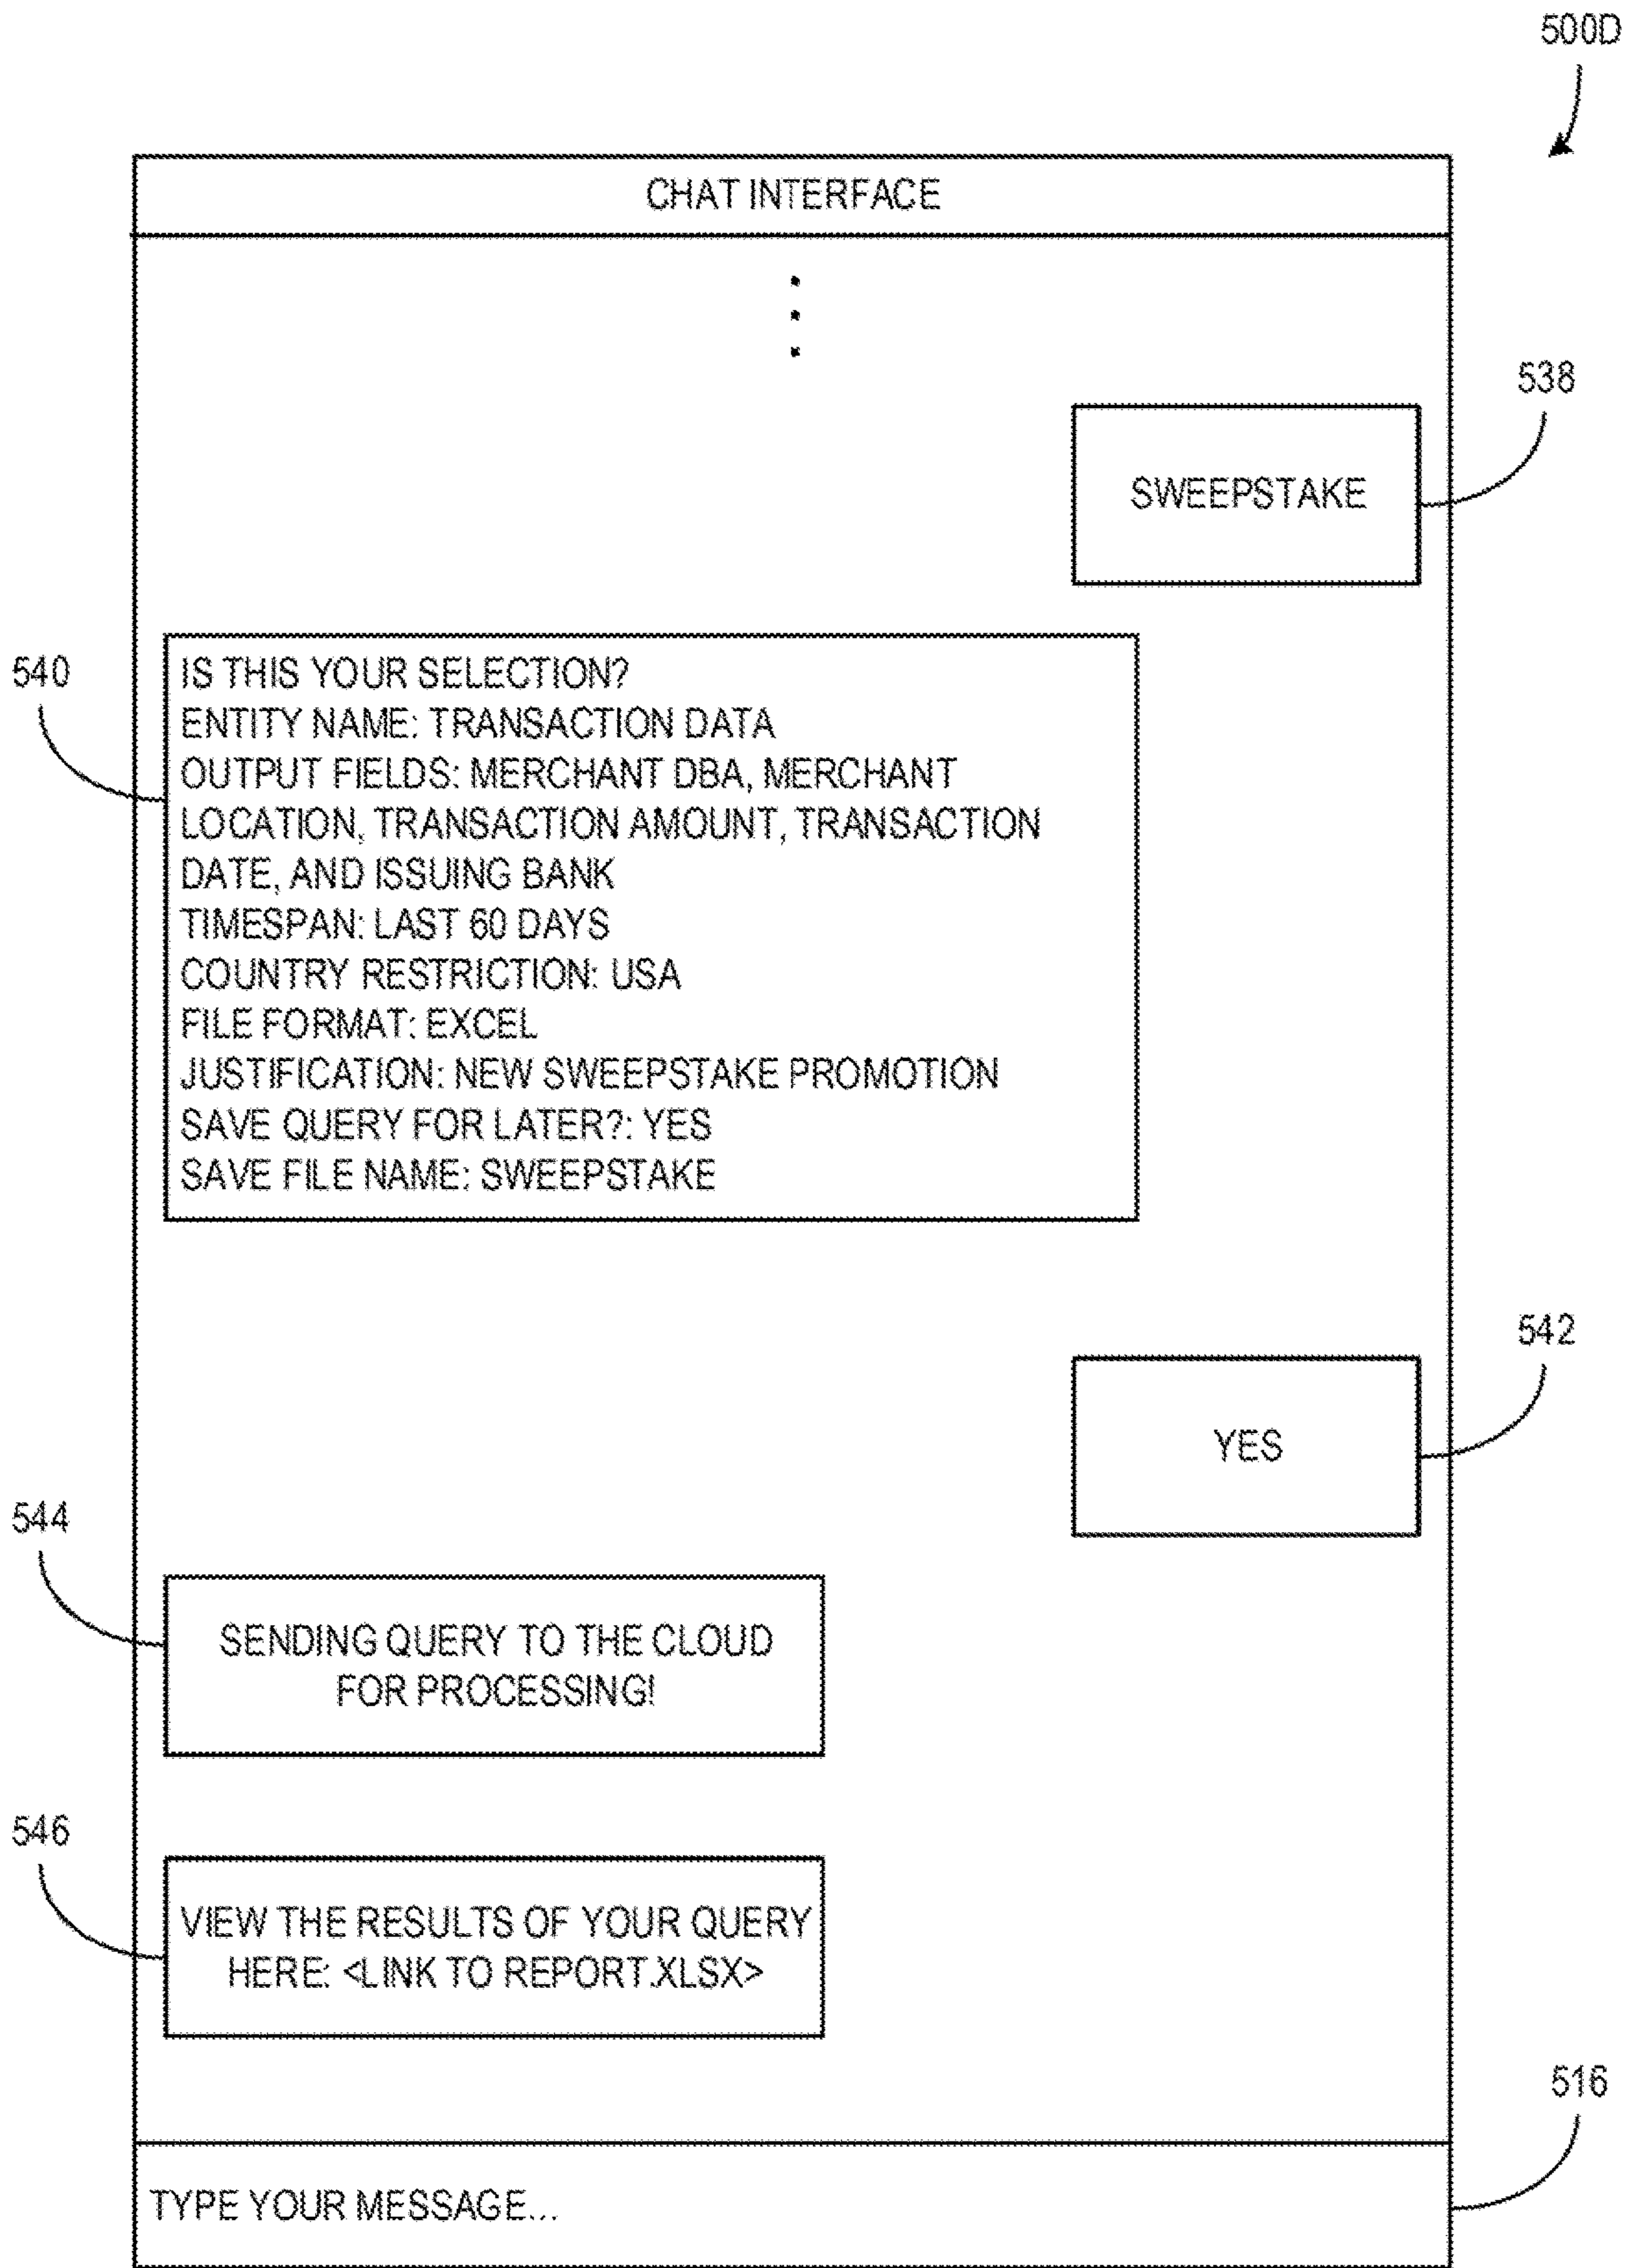 500D
CHAT INTERFACE
538
SWEEPSTAKE
540
IS THIS YOUR SELECTION?
ENTITY NAME: TRANSACTION DATA
OUTPUT FIELDS: MERCHANT DBA, MERCHANT
LOCATION, TRANSACTION AMOUNT, TRANSACTION
DATE, AND ISSUING BANK
TIMESPAN: LAST 60 DAYS
COUNTRY RESTRICTION: USA
FILE FORMAT: EXCEL
JUSTIFICATION: NEW SWEEPSTAKE PROMOTION
SAVE QUERY FOR LATER?: YES
SAVE FILE NAME: SWEEPSTAKE
542
YES
544
SENDING QUERY TO THE CLOUD
FOR PROCESSING!
546
VIEW THE RESULTS OF YOUR QUERY
HERE: <LINK TO REPORT.XLSX>
516
TYPE YOUR MESSAGE...